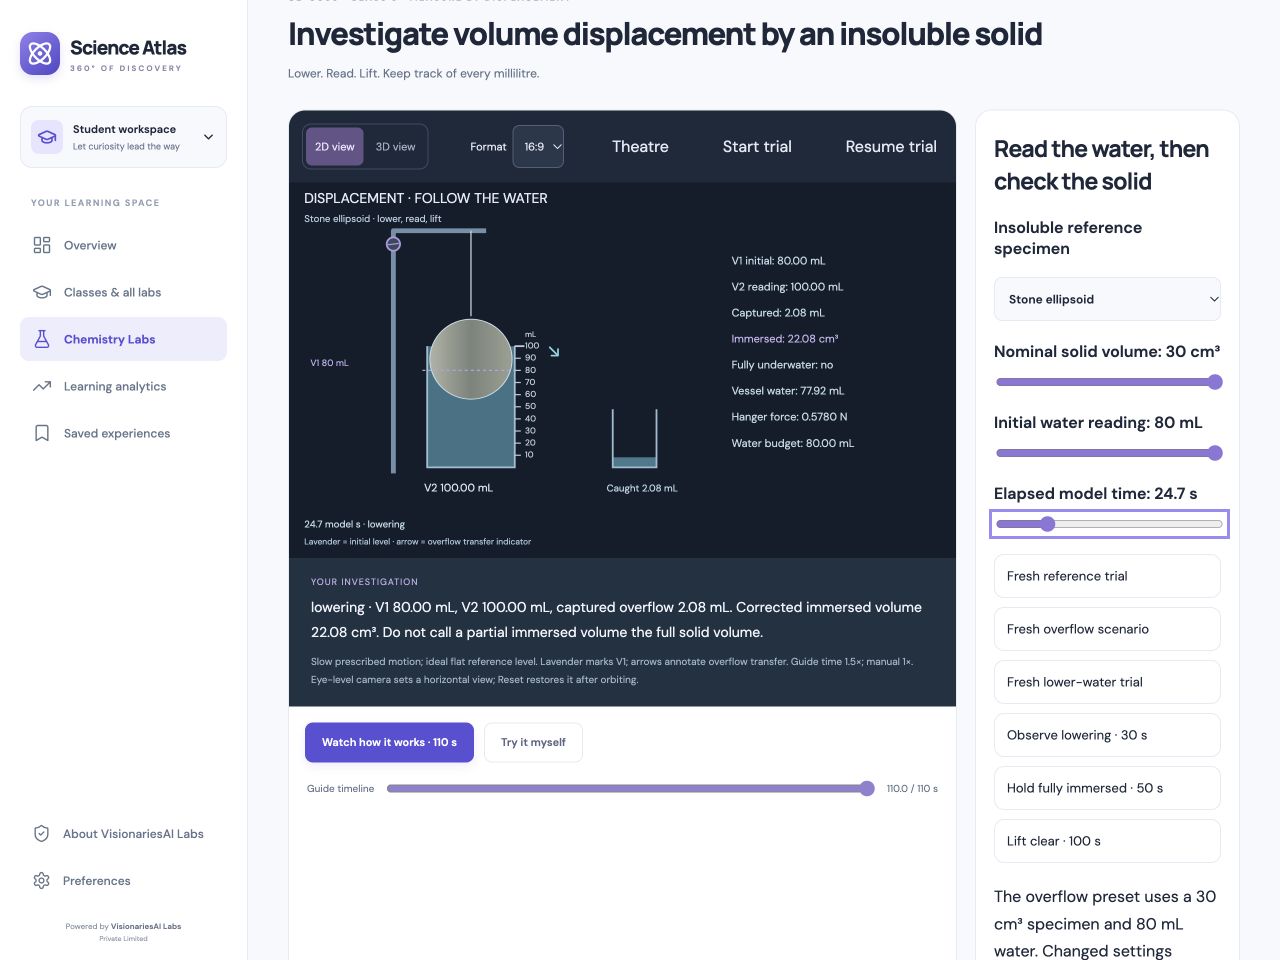 Science Atlas
360° OF DISCOVERY
Student workspace
Let curiosity lead the way
YOUR LEARNING SPACE
Overview
Classes & all labs
Chemistry Labs
Learning analytics
Saved experiences
About VisionariesAI Labs
Preferences
Powered by VisionariesAI Labs
Private Limited
Investigate volume displacement by an insoluble solid
Lower. Read. Lift. Keep track of every millilitre.
2D view
3D view
Format
16:9
Theatre
Start trial
Resume trial
DISPLACEMENT · FOLLOW THE WATER
Stone ellipsoid · lower, read, lift
V1 80 mL
mL
100
90
80
70
60
50
40
30
20
10
V2 100.00 mL
Caught 2.08 mL
V1 initial: 80.00 mL
V2 reading: 100.00 mL
Captured: 2.08 mL
Immersed: 22.08 cm³
Fully underwater: no
Vessel water: 77.92 mL
Hanger force: 0.5780 N
Water budget: 80.00 mL
24.7 model s · lowering
Lavender = initial level · arrow = overflow transfer indicator
YOUR INVESTIGATION
lowering · V1 80.00 mL, V2 100.00 mL, captured overflow 2.08 mL. Corrected immersed volume
22.08 cm³. Do not call a partial immersed volume the full solid volume.
Slow prescribed motion; ideal flat reference level. Lavender marks V1; arrows annotate overflow transfer. Guide time 1.5×; manual 1×.
Eye-level camera sets a horizontal view; Reset restores it after orbiting.
Watch how it works · 110 s
Try it myself
Guide timeline
110.0 / 110 s
Read the water, then
check the solid
Insoluble reference
specimen
Stone ellipsoid
Nominal solid volume: 30 cm³
Initial water reading: 80 mL
Elapsed model time: 24.7 s
Fresh reference trial
Fresh overflow scenario
Fresh lower-water trial
Observe lowering · 30 s
Hold fully immersed · 50 s
Lift clear · 100 s
The overflow preset uses a 30
cm³ specimen and 80 mL
water. Changed settings